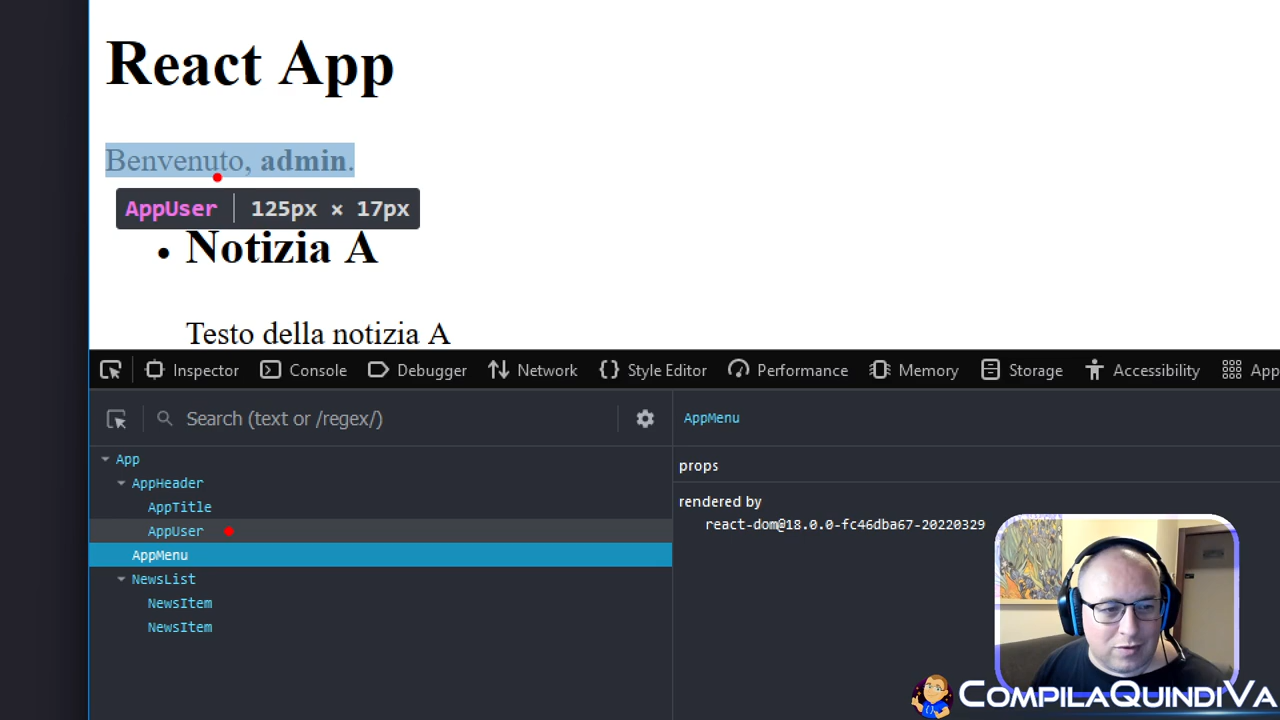 React App
Benvenuto, admin.
AppUser 125px × 17px
Notizia A
Testo della notizia A
Inspector Console Debugger Network Style Editor Performance Memory Storage Accessibility App
Search (text or /regex/)
AppMenu
props
rendered by
react-dom@18.0.0-fc46dba67-20220329
App
AppHeader
AppTitle
AppUser
AppMenu
NewsList
NewsItem
NewsItem
COMPILAQUINDIVA